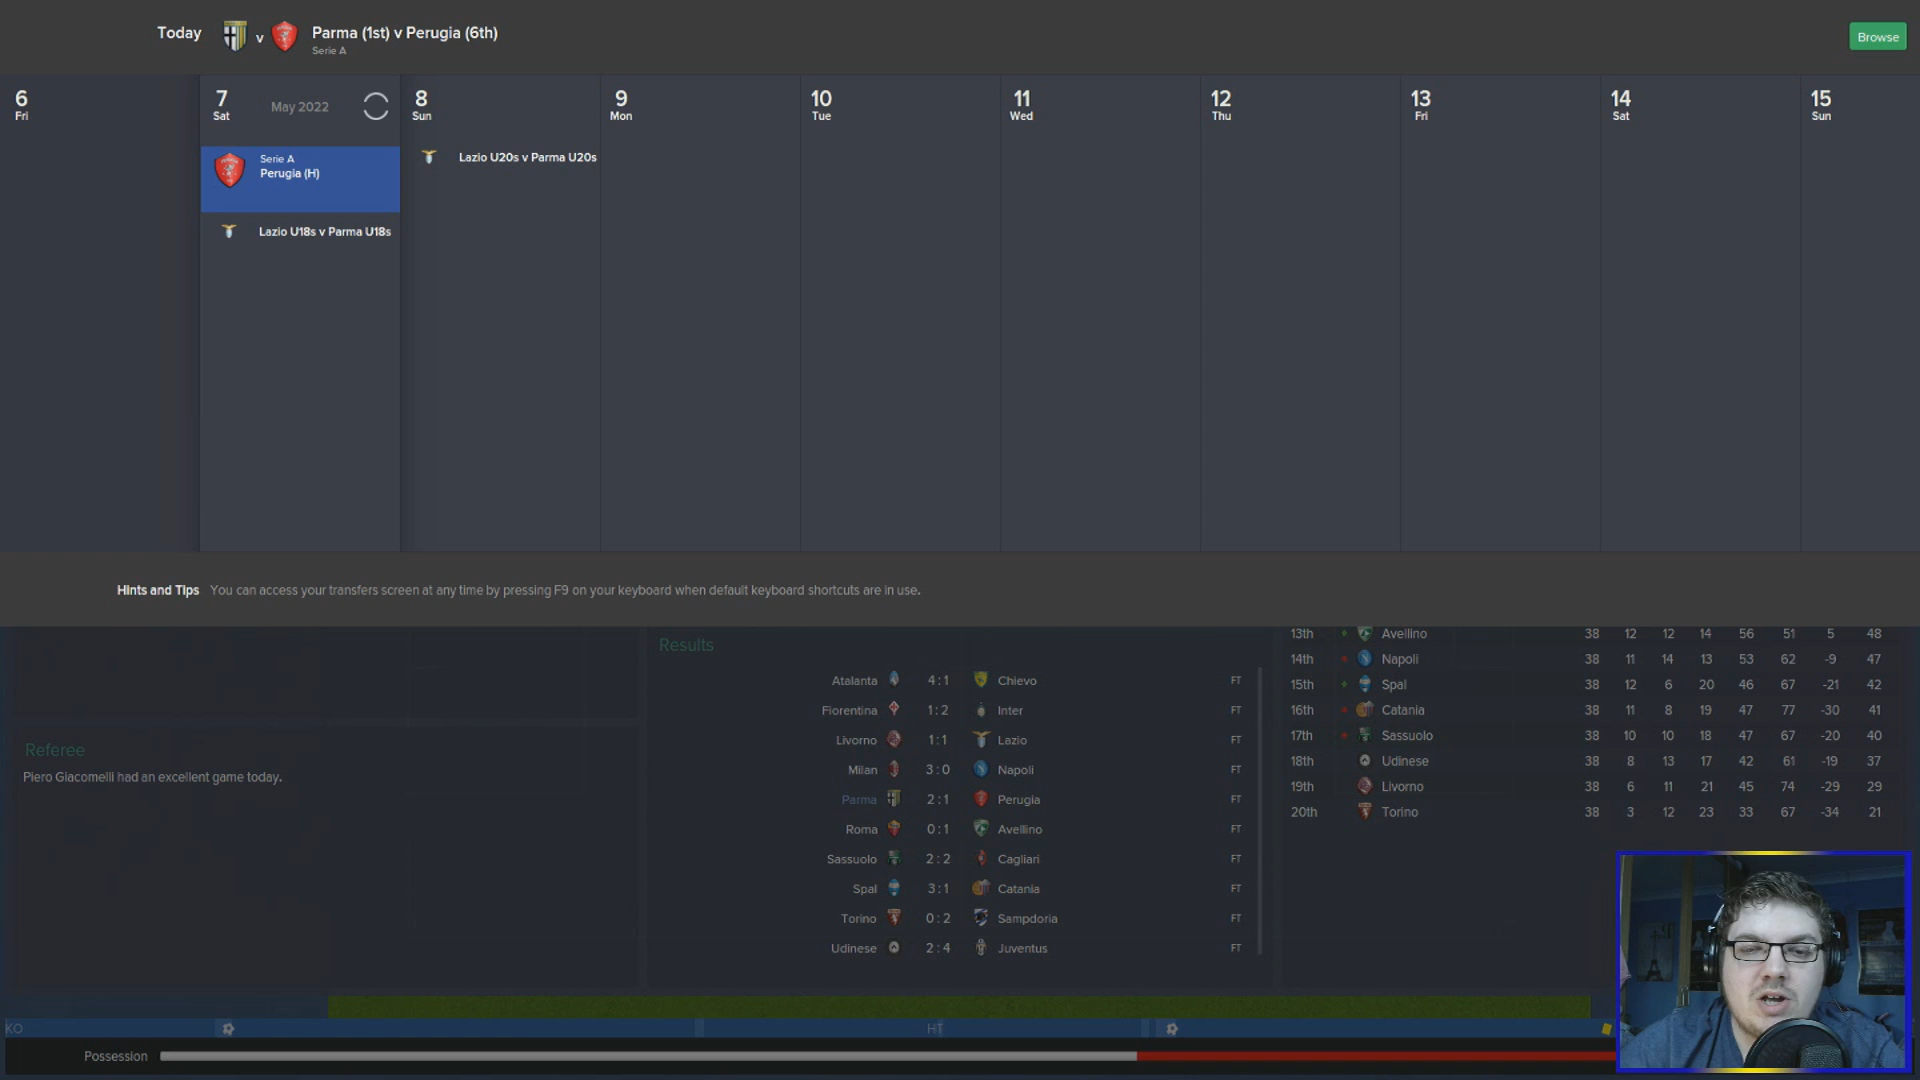 Today v Parma (1st) v Perugia (6th)
Serie A
Browse
6 Fri
7 Sat May 2022
8 Sun
9 Mon
10 Tue
11 Wed
12 Thu
13 Fri
14 Sat
15 Sun
Serie A
Perugia (H)
Lazio U18s v Parma U18s
Lazio U20s v Parma U20s
Hints and Tips You can access your transfers screen at any time by pressing F9 on your keyboard when default keyboard shortcuts are in use.
Referee
Piero Giacomelli had an excellent game today.
Results
Atalanta 4:1 Chievo FT
Fiorentina 1:2 Inter FT
Livorno 1:1 Lazio FT
Milan 3:0 Napoli FT
Parma 2:1 Perugia FT
Roma 0:1 Avellino FT
Sassuolo 2:2 Cagliari FT
Spal 3:1 Catania FT
Torino 0:2 Sampdoria FT
Udinese 2:4 Juventus FT
13th Avellino 38 12 12 14 56 51 5 48
14th Napoli 38 11 14 13 53 62 -9 47
15th Spal 38 12 6 20 46 67 -21 42
16th Catania 38 11 8 19 47 77 -30 41
17th Sassuolo 38 10 10 18 47 67 -20 40
18th Udinese 38 8 13 17 42 61 -19 37
19th Livorno 38 6 11 21 45 74 -29 29
20th Torino 38 3 12 23 33 67 -34 21
KO HT
Possession